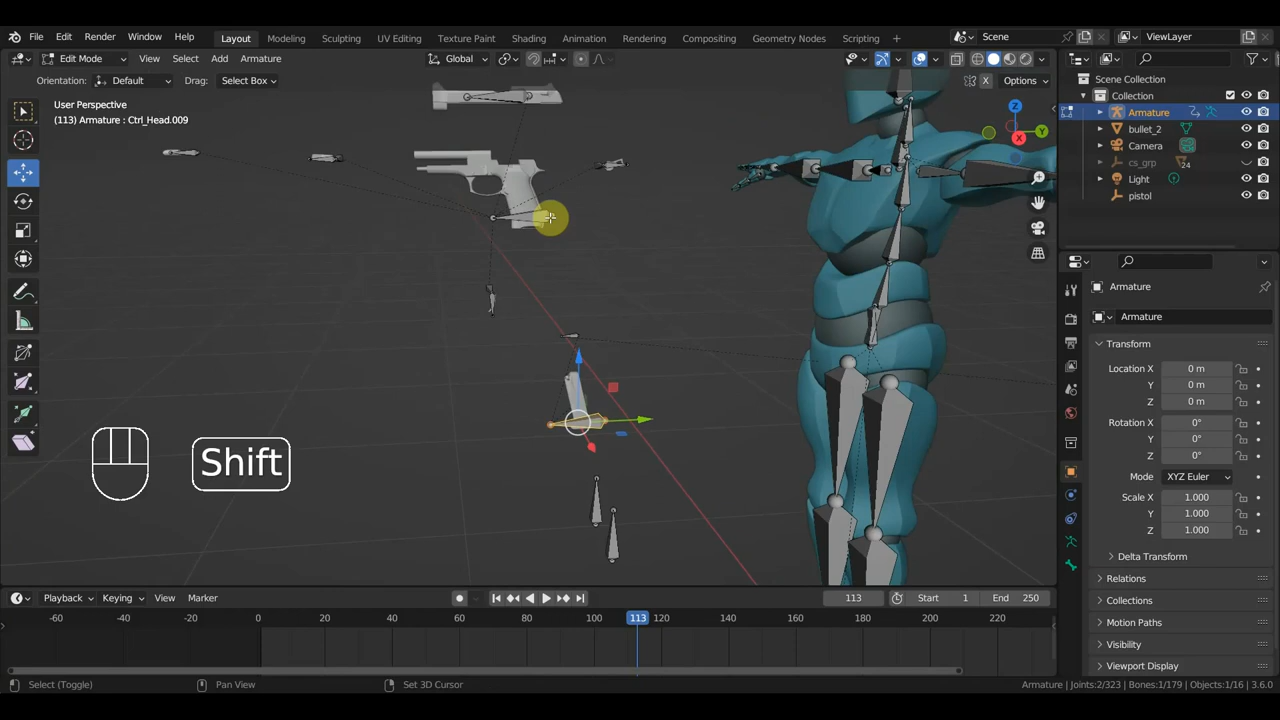 File Edit Render Window Help Layout Modeling Sculpting UV Editing Texture Paint Shading Animation Rendering Compositing Geometry Nodes Scripting + Scene ViewLayer
Edit Mode View Select Add Armature Global Options
Orientation: Default Drag: Select Box X
User Perspective
(113) Armature : Ctrl_Head.009
Z
Y
X
Shift
Scene Collection
Collection
Armature
bullet_2
Camera
cs_grp 24
Light
pistol
Armature
Armature
Transform
Location X 0 m
Y 0 m
Z 0 m
Rotation X 0°
Y 0°
Z 0°
Mode XYZ Euler
Scale X 1.000
Y 1.000
Z 1.000
Delta Transform
Relations
Collections
Motion Paths
Visibility
Viewport Display
Playback Keying View Marker 113 Start 1 End 250
-60 -40 -20 0 20 40 60 80 100 113 120 140 160 180 200 220
Select (Toggle) Pan View Set 3D Cursor Armature | Joints:2/323 | Bones:1/179 | Objects:1/16 | 3.6.0